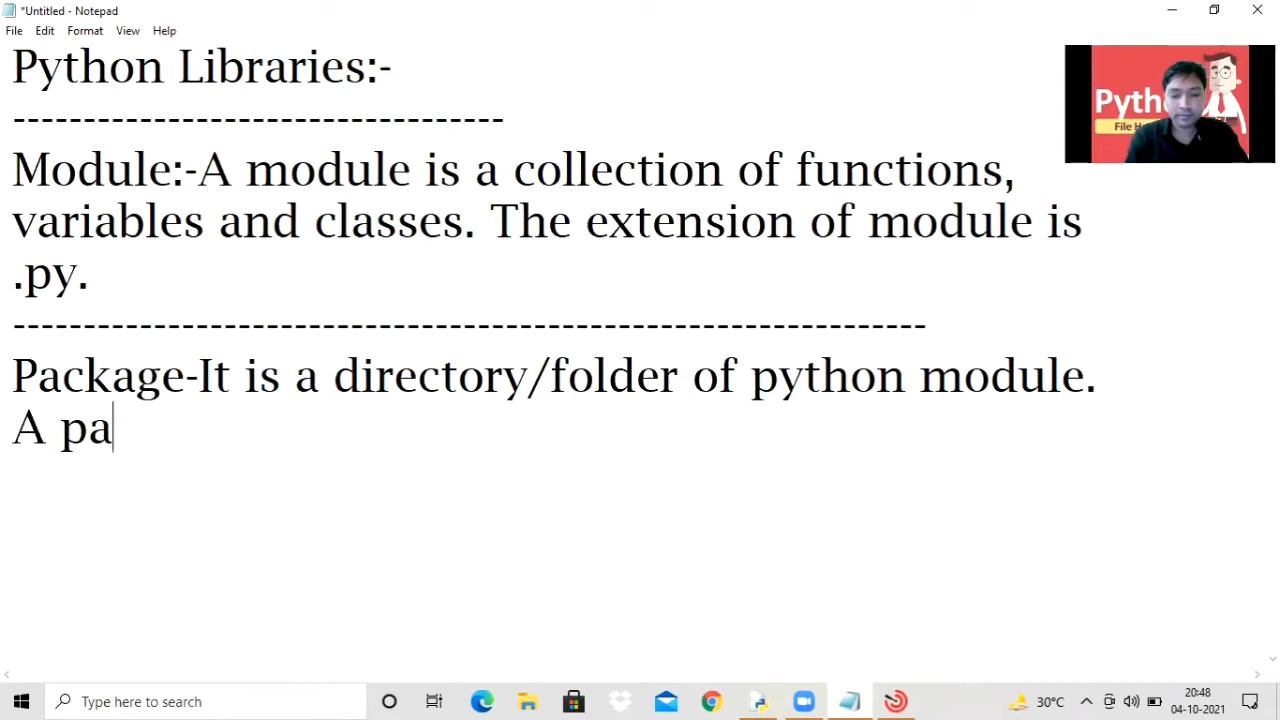 *Untitled - Notepad
File Edit Format View Help
Python Libraries:-
-----------------------------------
Module:-A module is a collection of functions,
variables and classes. The extension of module is
.py.
-----------------------------------------------------------------
Package-It is a directory/folder of python module.
A pa
Type here to search
30°C
20:48
04-10-2021